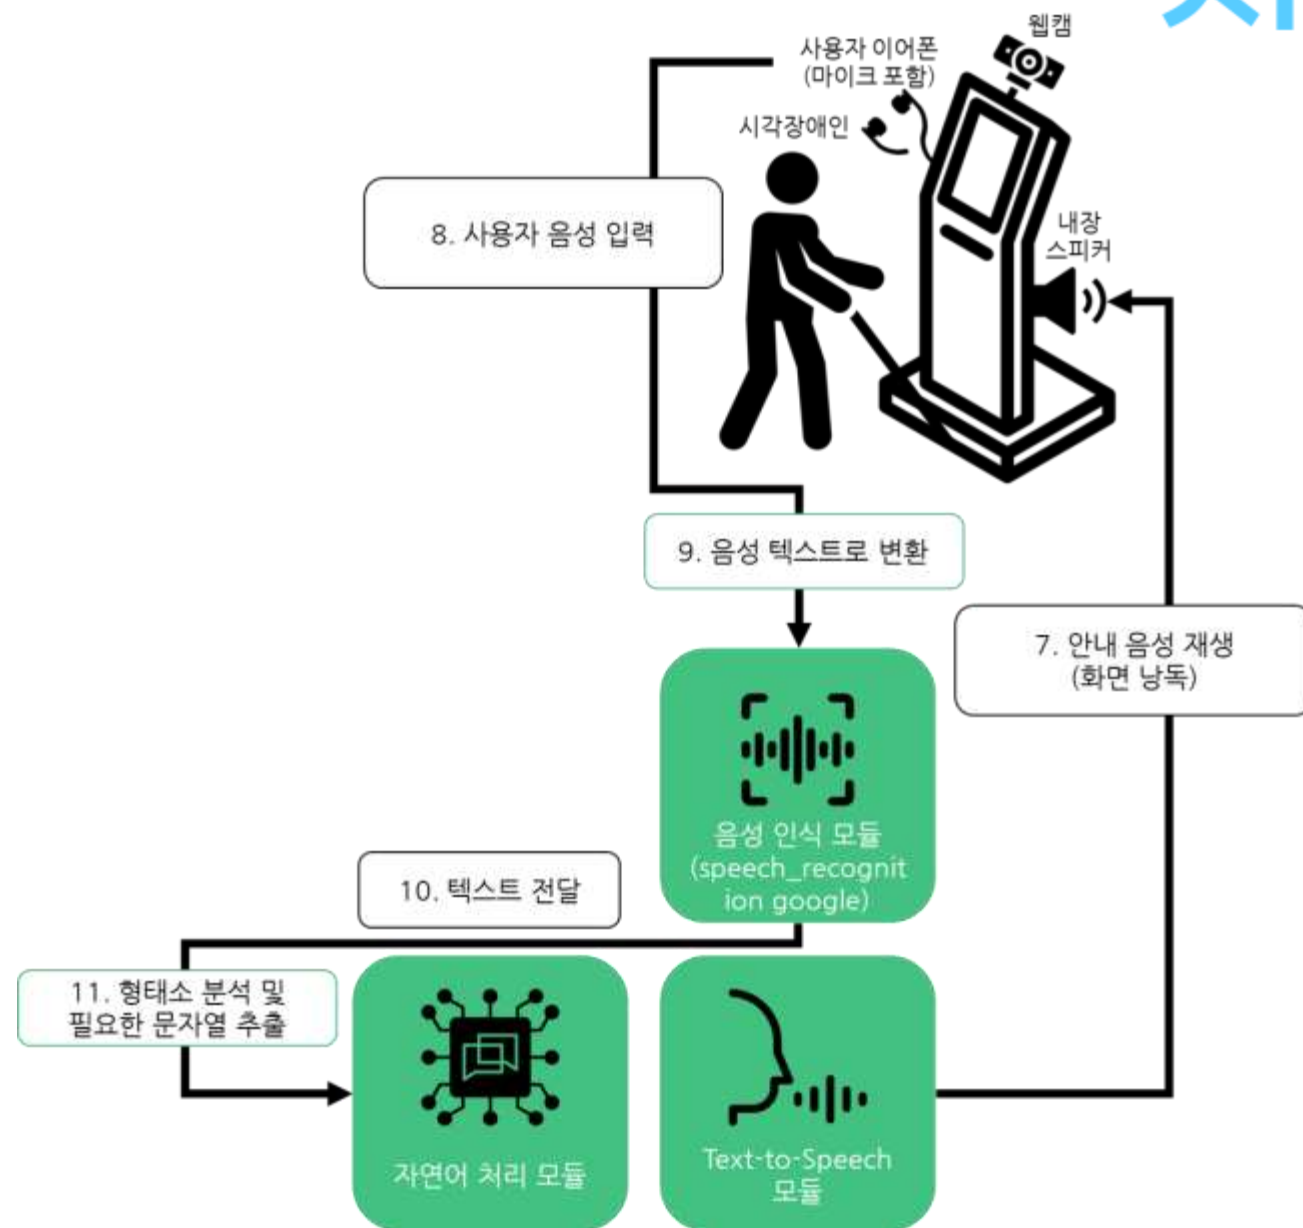 웹캠
사용자 이어폰
(마이크 포함)
시각장애인
8. 사용자 음성 입력
내장
스피커
9. 음성 텍스트로 변환
7. 안내 음성 재생
(화면 낭독)
음성 인식 모듈
(speech_recognit
ion google)
10. 텍스트 전달
11. 형태소 분석 및
필요한 문자열 추출
자연어 처리 모듈
Text-to-Speech
모듈